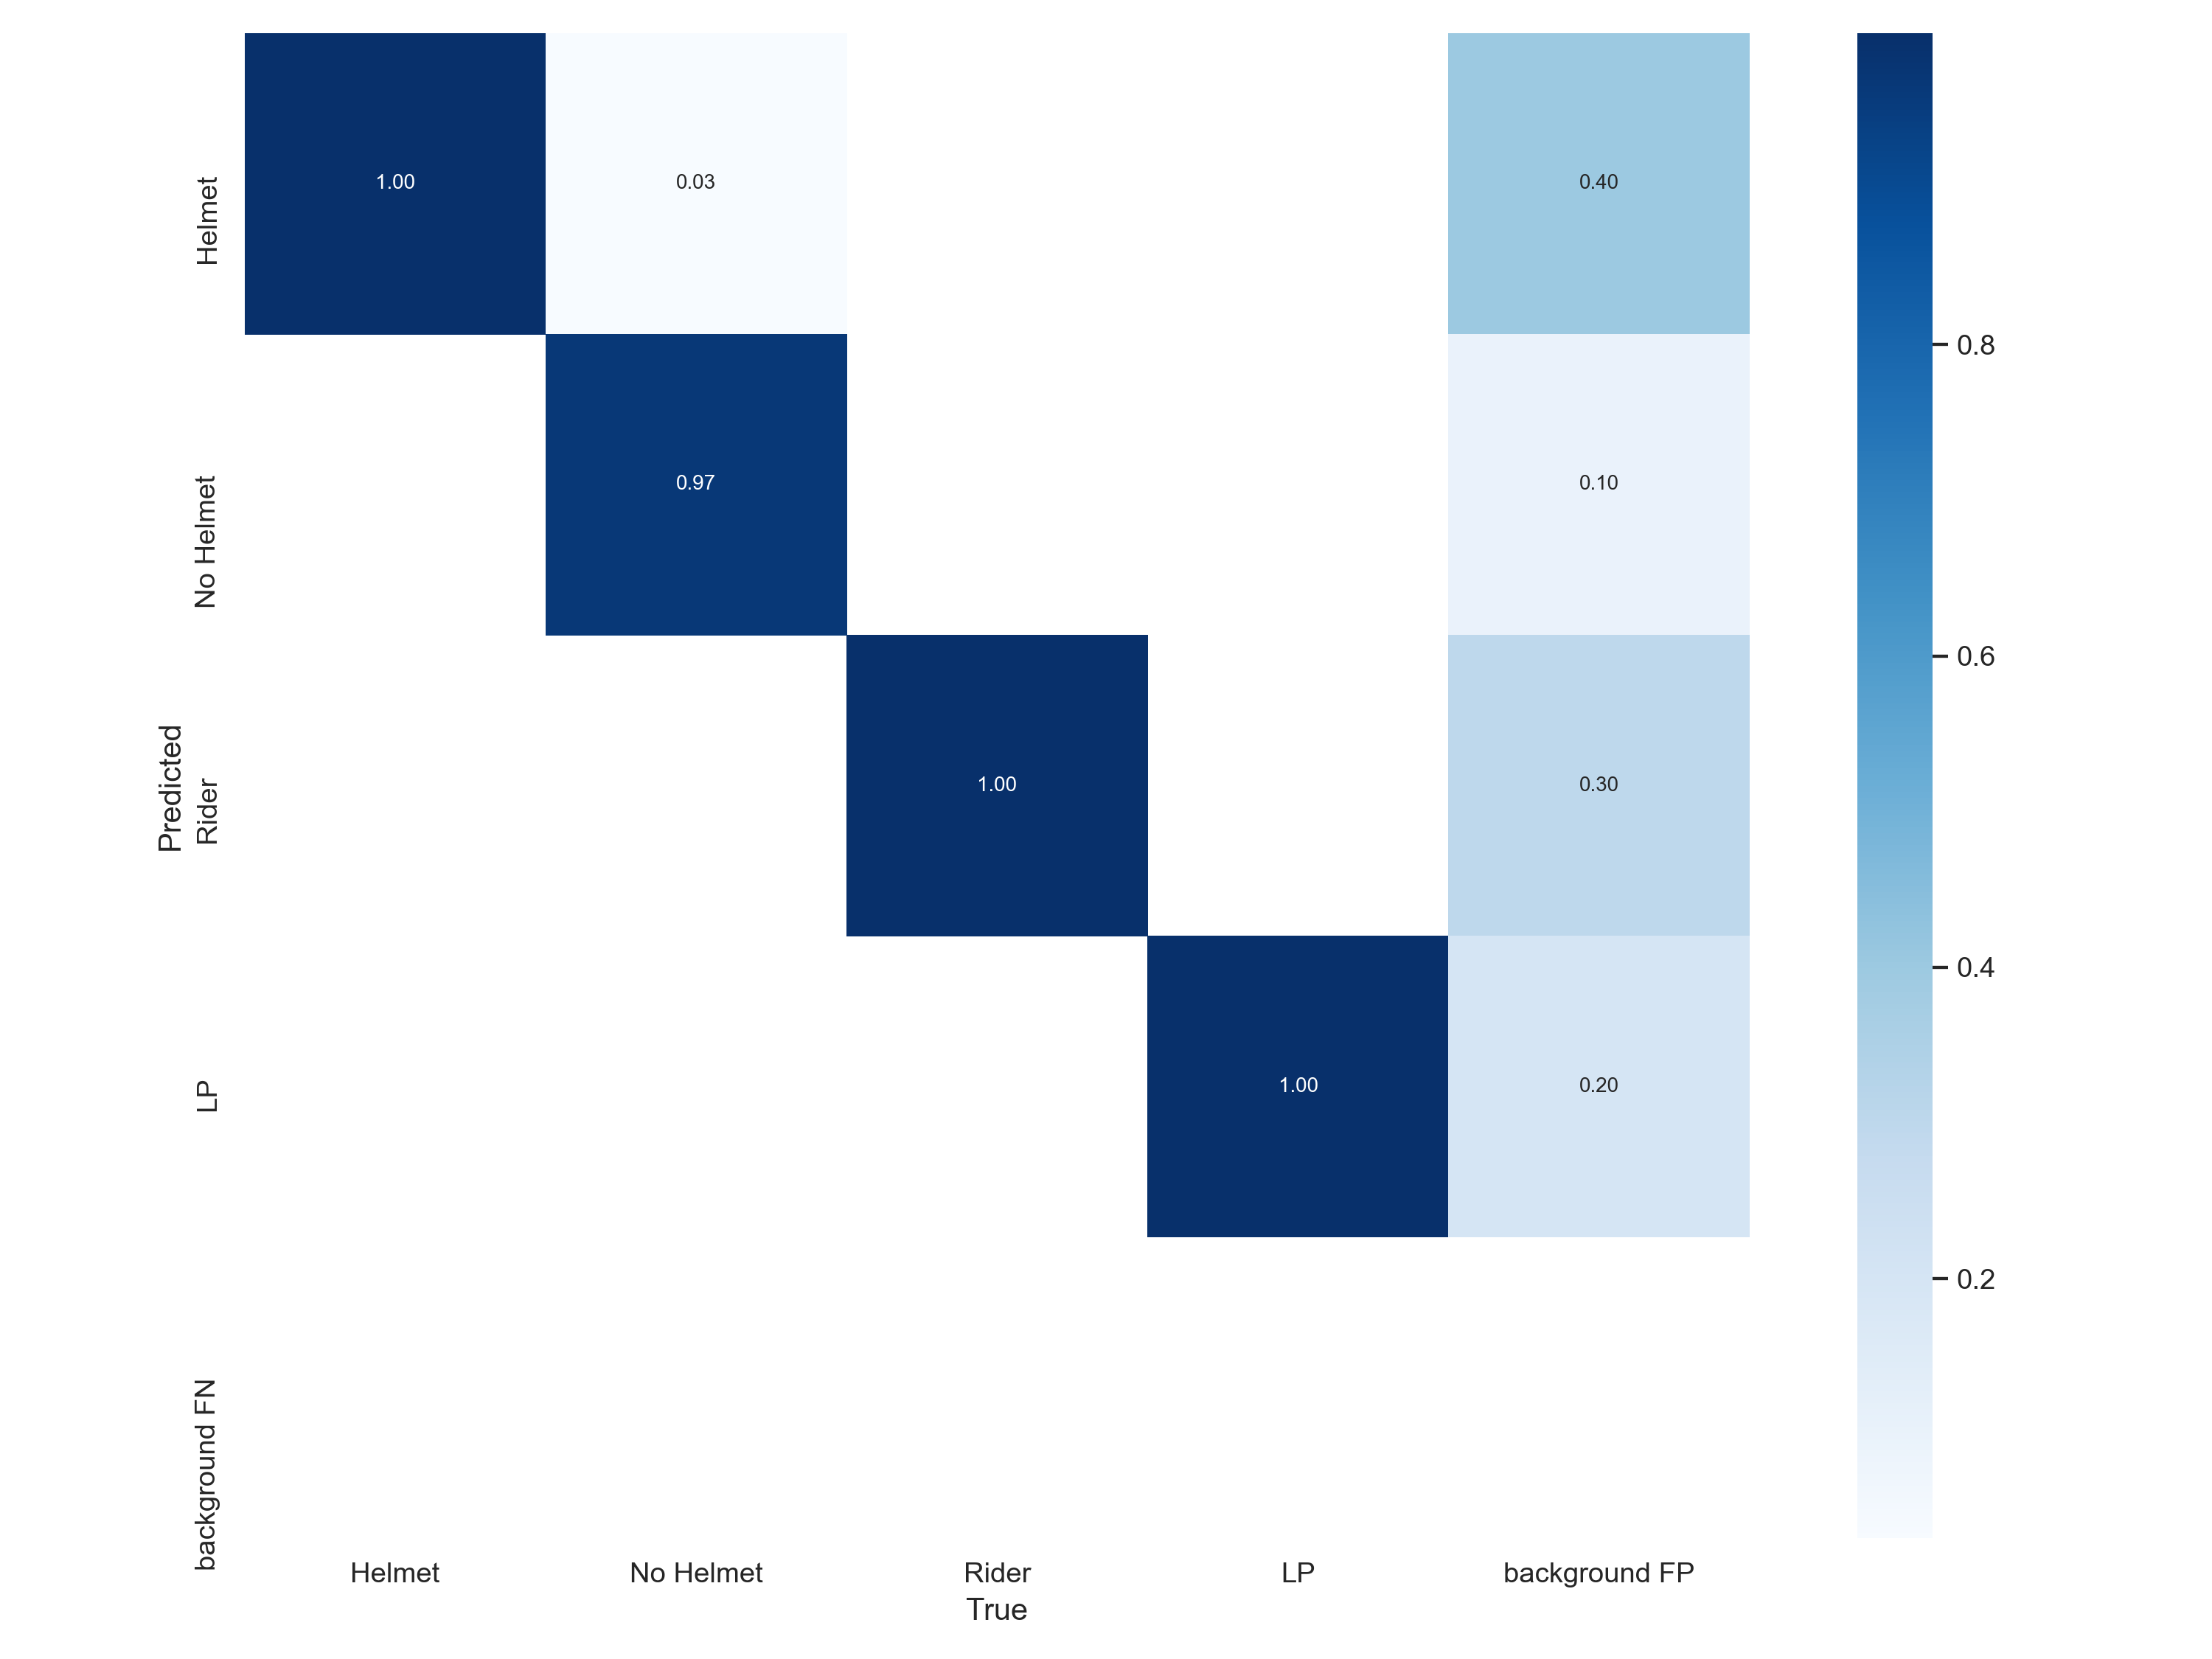 1.00 0.03 0.40
Helmet
0.8
0.97 0.10
No Helmet
0.6
Predicted
Rider
1.00 0.30
0.4
LP
1.00 0.20
0.2
background FN
Helmet No Helmet Rider LP background FP
True